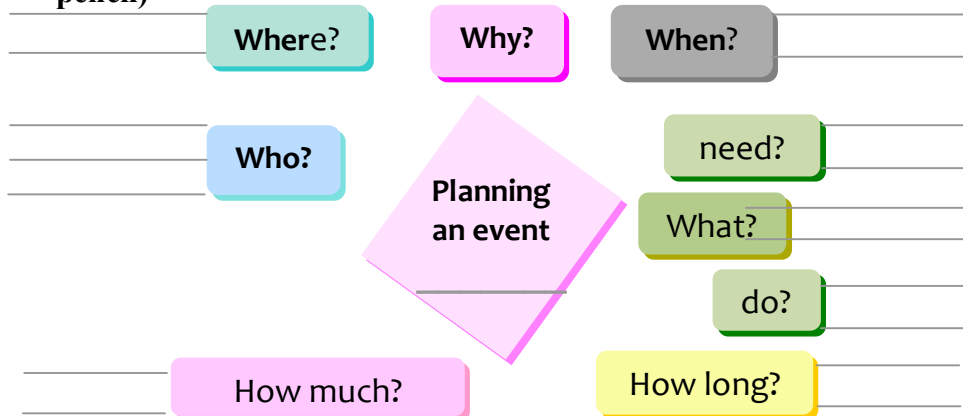 Where? Why? When?
Who?
need?
Planning
an event
What?
do?
How much?
How long?